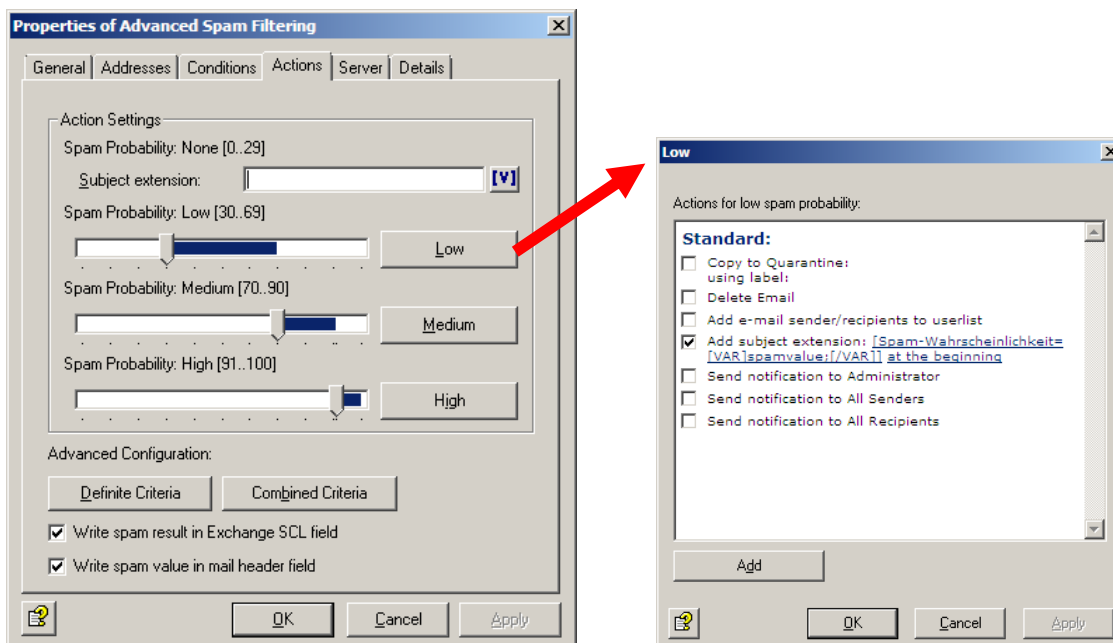 Properties of Advanced Spam Filtering
General Addresses Conditions Actions Server Details
Action Settings
Spam Probability: None [0..29]
Subject extension:
[V]
Spam Probability: Low [30..69]
Low
Spam Probability: Medium [70..90]
Medium
Spam Probability: High [91..100]
High
Advanced Configuration:
Definite Criteria Combined Criteria
Write spam result in Exchange SCL field
Write spam value in mail header field
OK Cancel Apply
Low
Actions for low spam probability:
Standard:
Copy to Quarantine:
using label:
Delete Email
Add e-mail sender/recipients to userlist
Add subject extension: [Spam-Wahrscheinlichkeit=
[VAR]spamvalue;[/VAR]] at the beginning
Send notification to Administrator
Send notification to All Senders
Send notification to All Recipients
Add
OK Cancel Apply